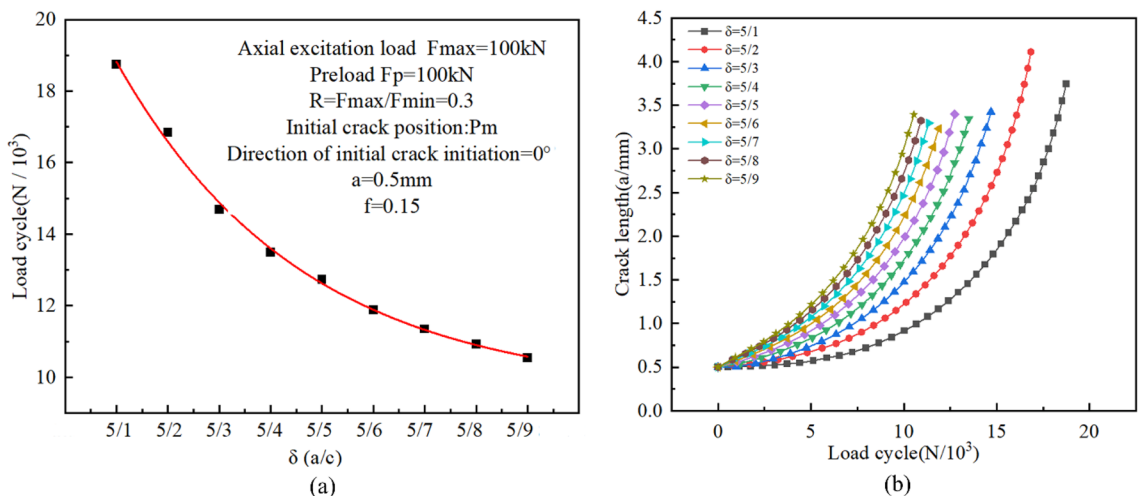 20
18
16
14
12
10
Load cycle(N / 10³)
Axial excitation load Fmax=100kN
Preload Fp=100kN
R=Fmax/Fmin=0.3
Initial crack position:Pm
Direction of initial crack initiation=0°
a=0.5mm
f=0.15
5/1 5/2 5/3 5/4 5/5 5/6 5/7 5/8 5/9
δ (a/c)
(a)
4.5
4.0
3.5
3.0
2.5
2.0
1.5
1.0
0.5
0.0
Crack length(a/mm)
δ=5/1
δ=5/2
δ=5/3
δ=5/4
δ=5/5
δ=5/6
δ=5/7
δ=5/8
δ=5/9
0 5 10 15 20
Load cycle(N/10³)
(b)